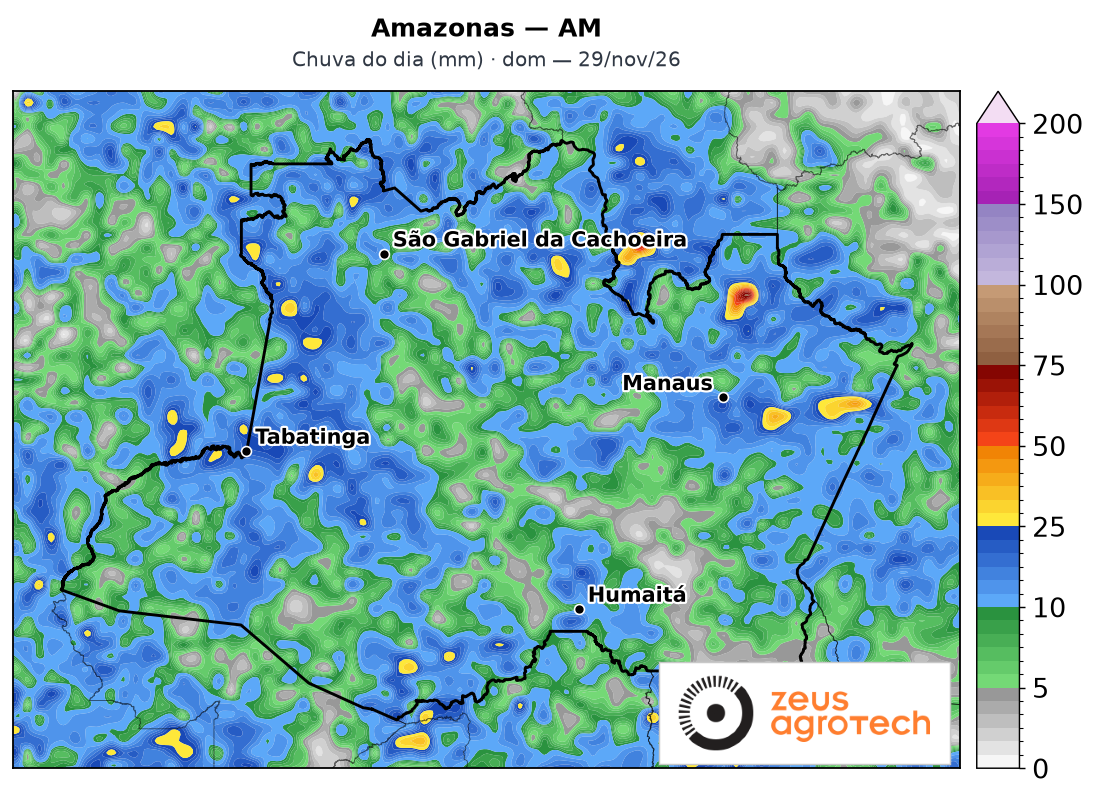 Amazonas — AM
Chuva do dia (mm) · dom — 29/nov/26
São Gabriel da Cachoeira
Manaus
Tabatinga
Humaitá
200
150
100
75
50
25
10
5
0
zeus
agrotech